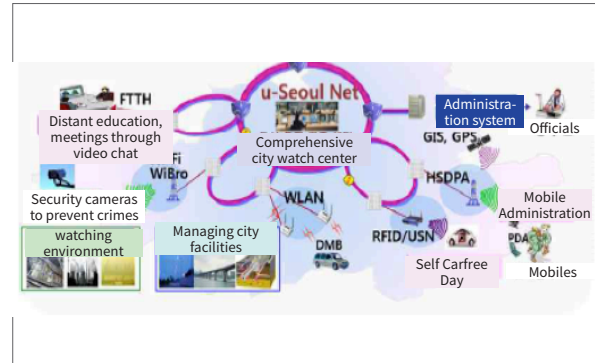 u-Seoul Net
FTTH
Distant education,
meetings through
video chat
Comprehensive
city watch center
Administra-
tion system
Officials
GIS, GPS
Fi
WiBro
HSDPA
Security cameras
to prevent crimes
WLAN
Mobile
Administration
watching
environment
Managing city
facilities
DMB
RFID/USN
PDA
Self Carfree
Day
Mobiles